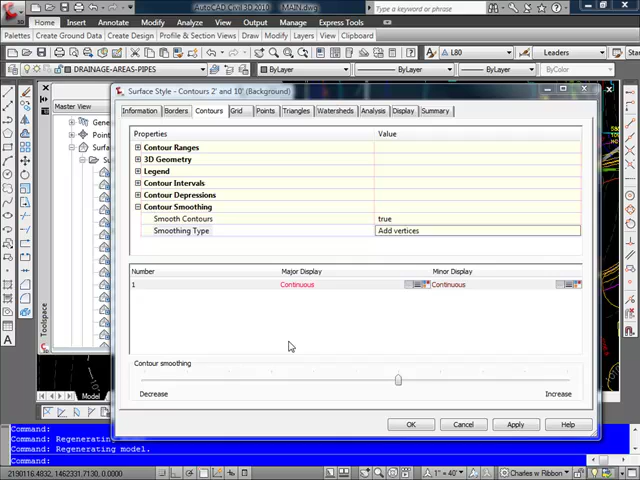 AutoCAD Civil 3D 2010 MAIN.dwg
Type a keyword or phrase
Home Insert Annotate Modify Analyze View Output Manage Help Express Tools
Palettes Create Ground Data Create Design Profile & Section Views Draw Modify Layers Clipboard
L80 Leaders
DRAINAGE-AREAS-PIPES ByLayer ByLayer ByLayer ByColor
Surface Style - Contours 2' and 10' (Background)
Master View
Information Borders Contours Grid Points Triangles Watersheds Analysis Display Summary
Properties Value
Contour Ranges
3D Geometry
Legend
Contour Intervals
Contour Depressions
Contour Smoothing
Smooth Contours true
Smoothing Type Add vertices
Number Major Display Minor Display
1 Continuous Continuous
Toolspace
Contour smoothing
Decrease Increase
Model
OK Cancel Apply Help
Command:
Command: Regenerating model.
Regenerating model.
Command:
2190116.4832, 1462331.7130, 0.0000 1" = 40' Charles w Ribbon